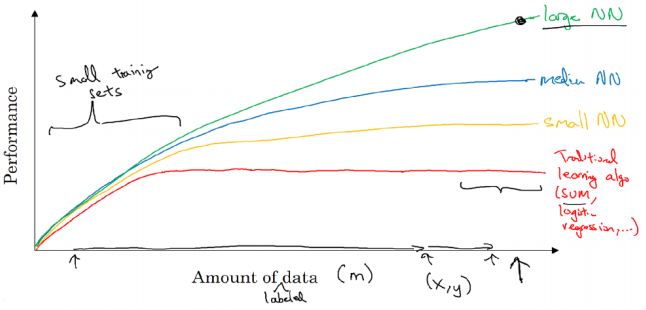 large NN
small training
sets
medium NN
small NN
Traditional
learning algo
(SVM,
logistic
regression,...)
Performance
Amount of data (m)
labeled
(x,y)